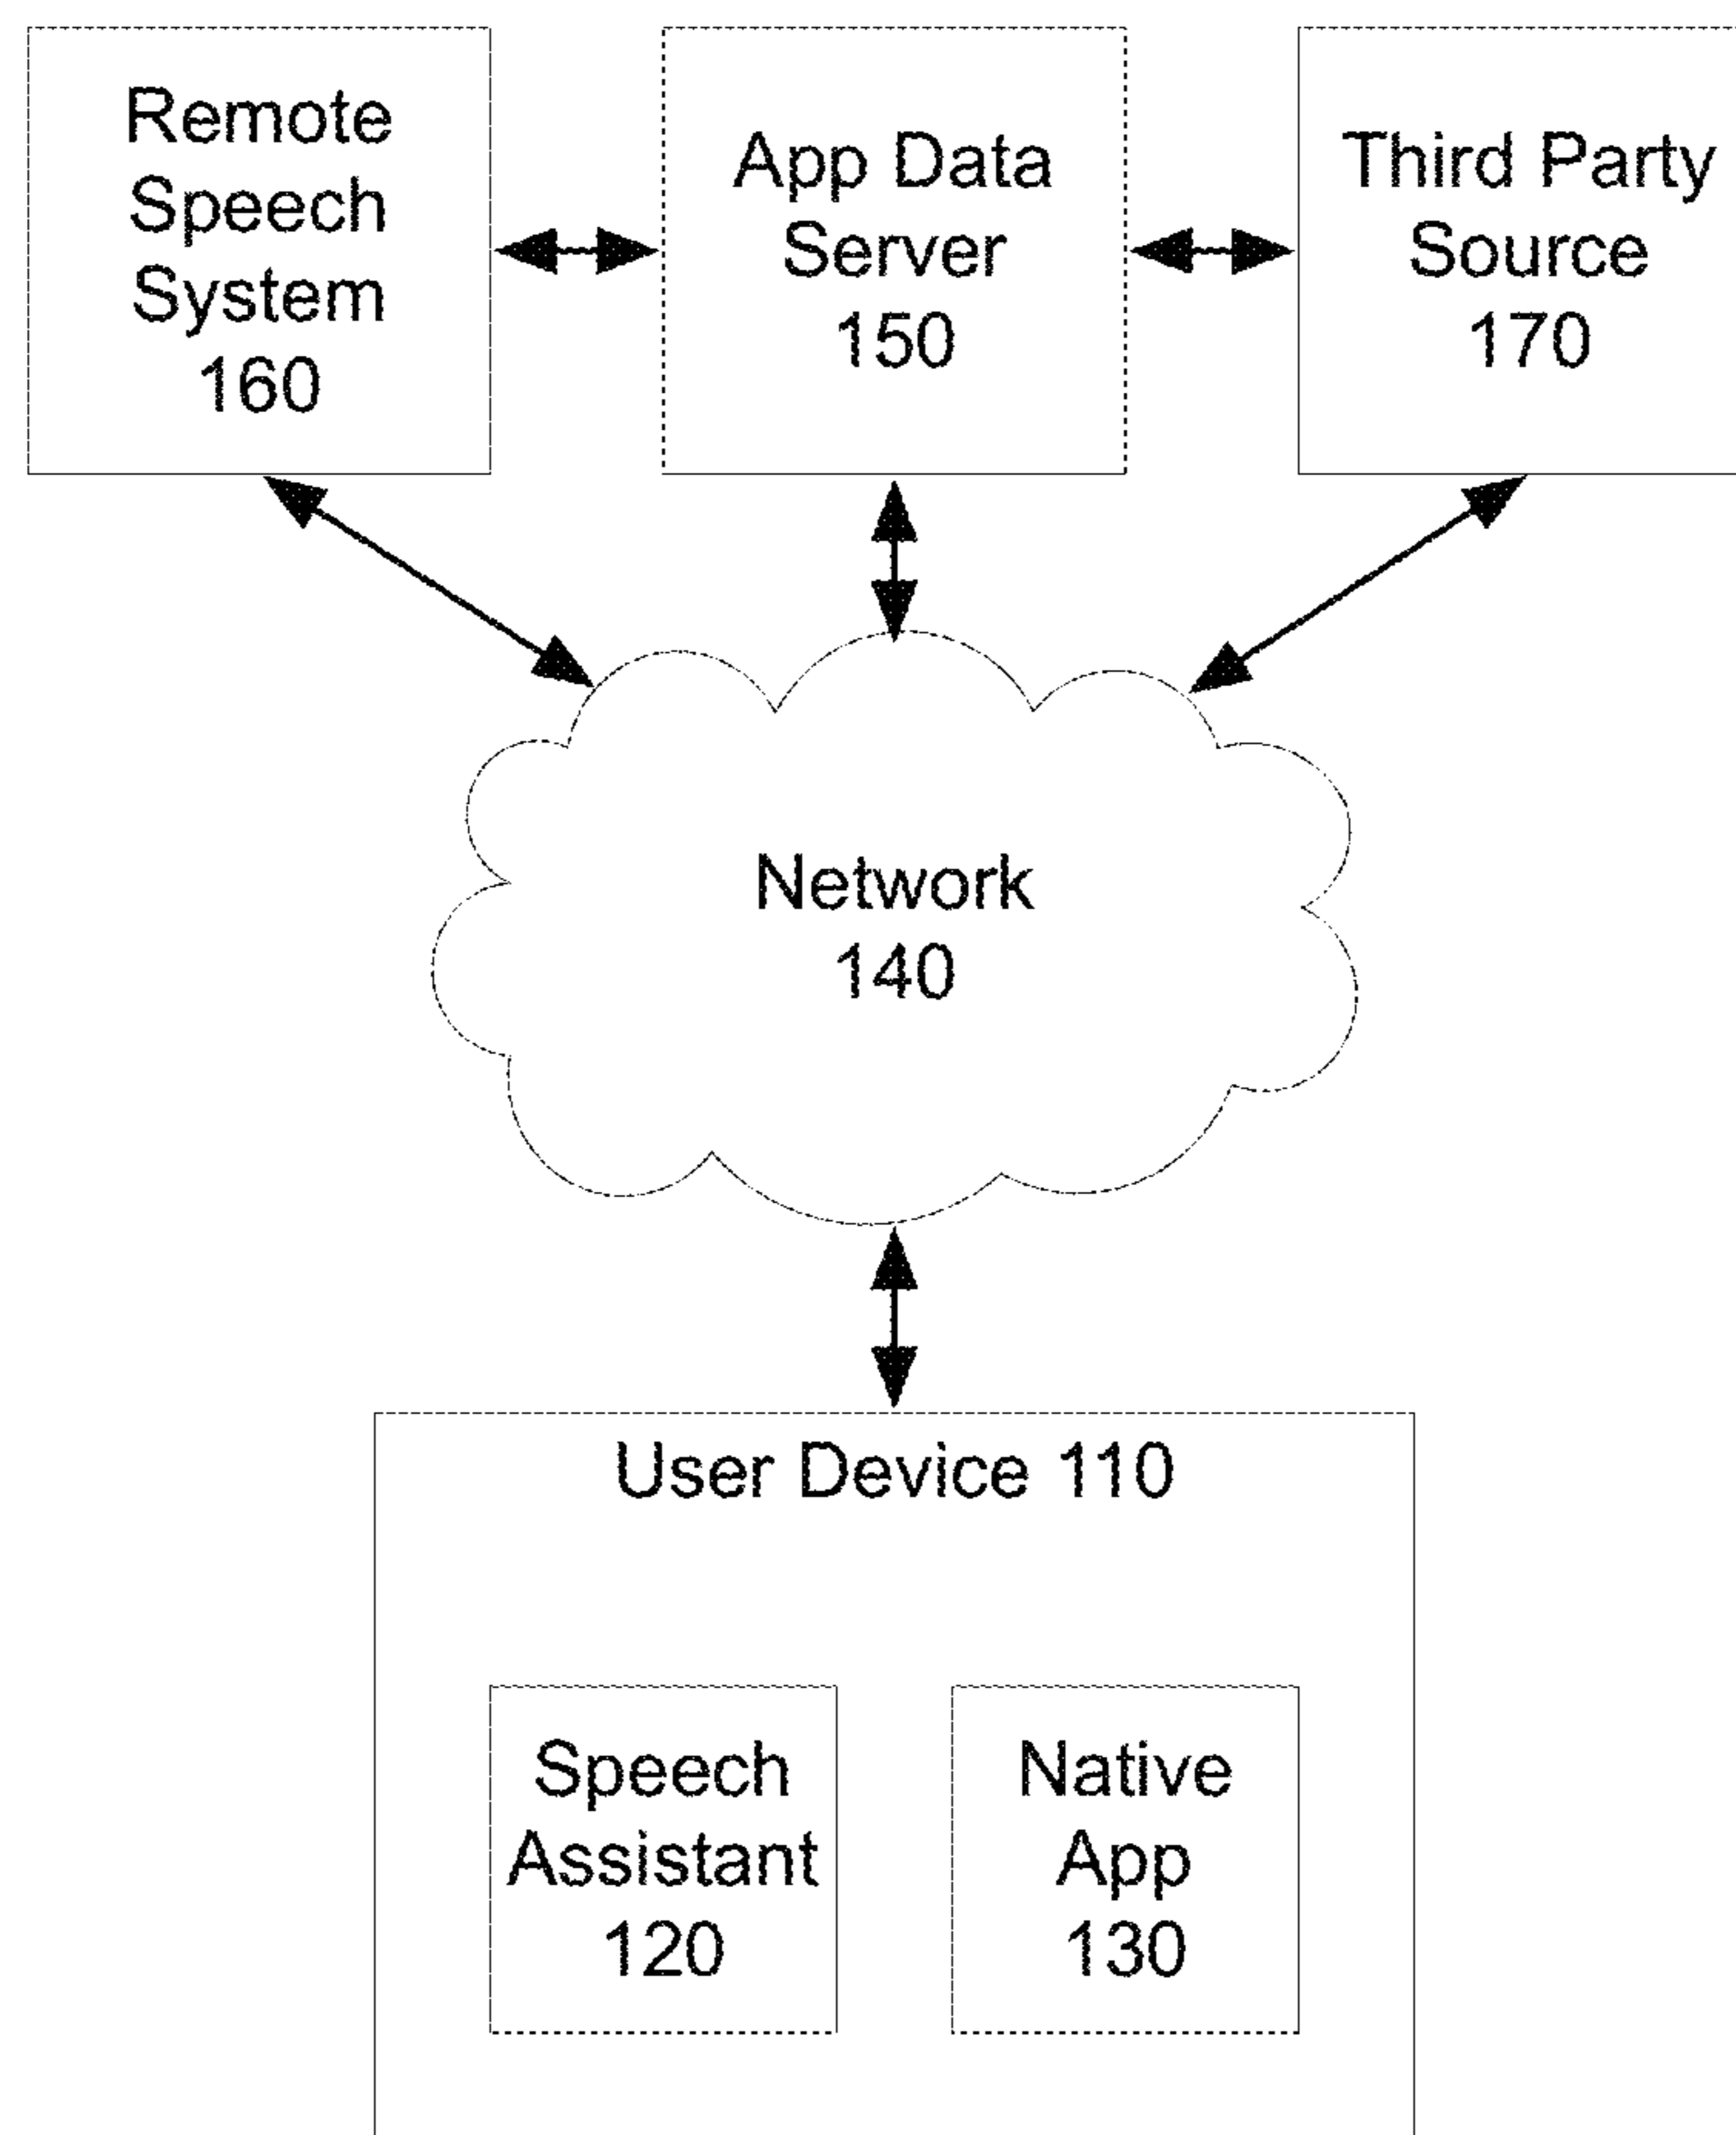 Remote
Speech
System
160
App Data
Server
150
Third Party
Source
170
Network
140
User Device 110
Speech
Assistant
120
Native
App
130